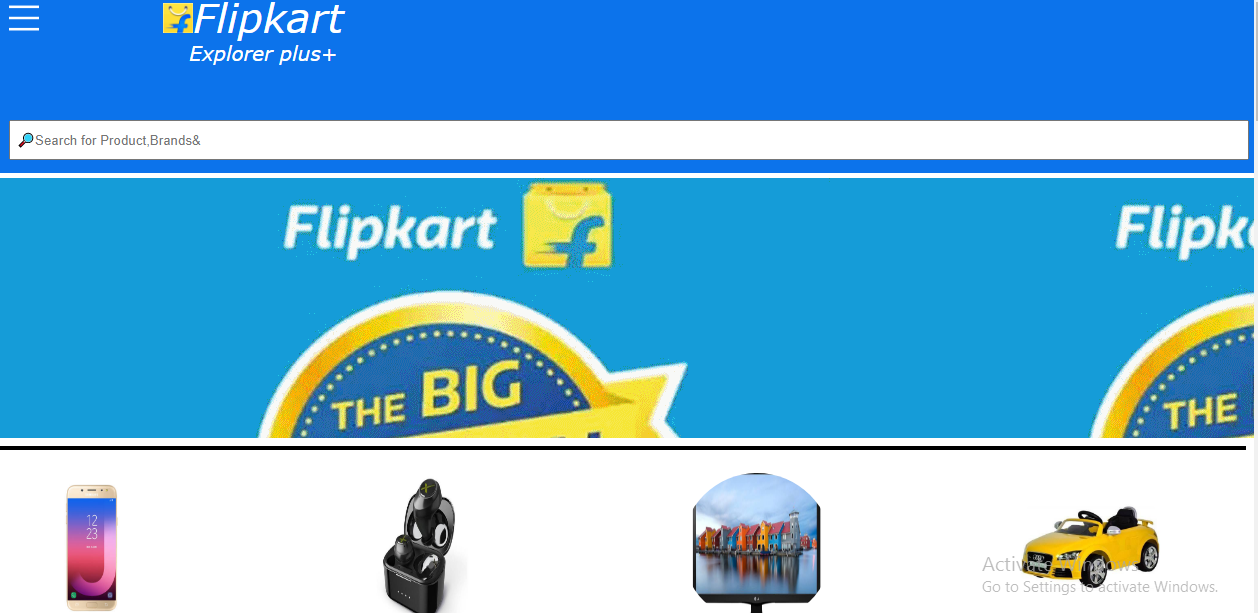 Flipkart
Explorer plus+
Search for Product,Brands&
Flipkart
THE BIG
Flipk
THE
12
23
Activate Windows
Go to Settings to activate Windows.